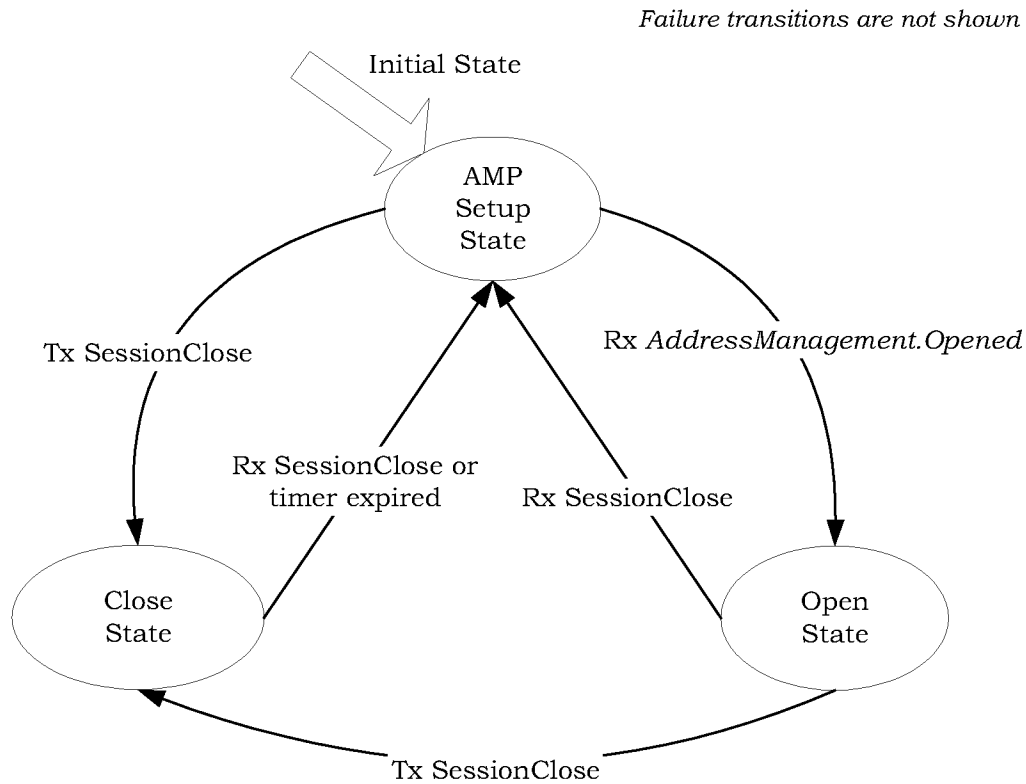 Failure transitions are not shown
Initial State
AMP
Setup
State
Tx SessionClose
Rx AddressManagement.Opened
Rx SessionClose or
timer expired
Rx SessionClose
Close
State
Open
State
Tx SessionClose